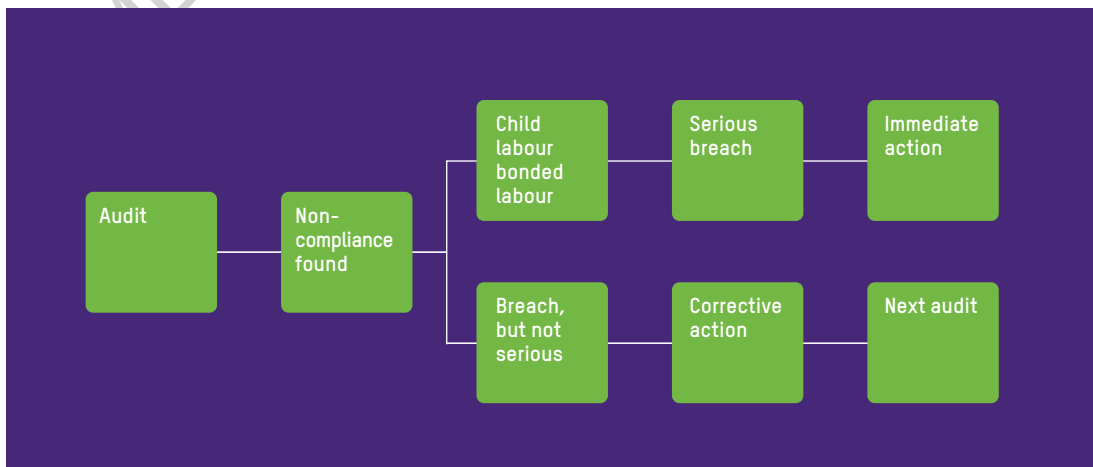 Audit
Non-
compliance
found
Child
labour
bonded
labour
Serious
breach
Immediate
action
Breach,
but not
serious
Corrective
action
Next audit